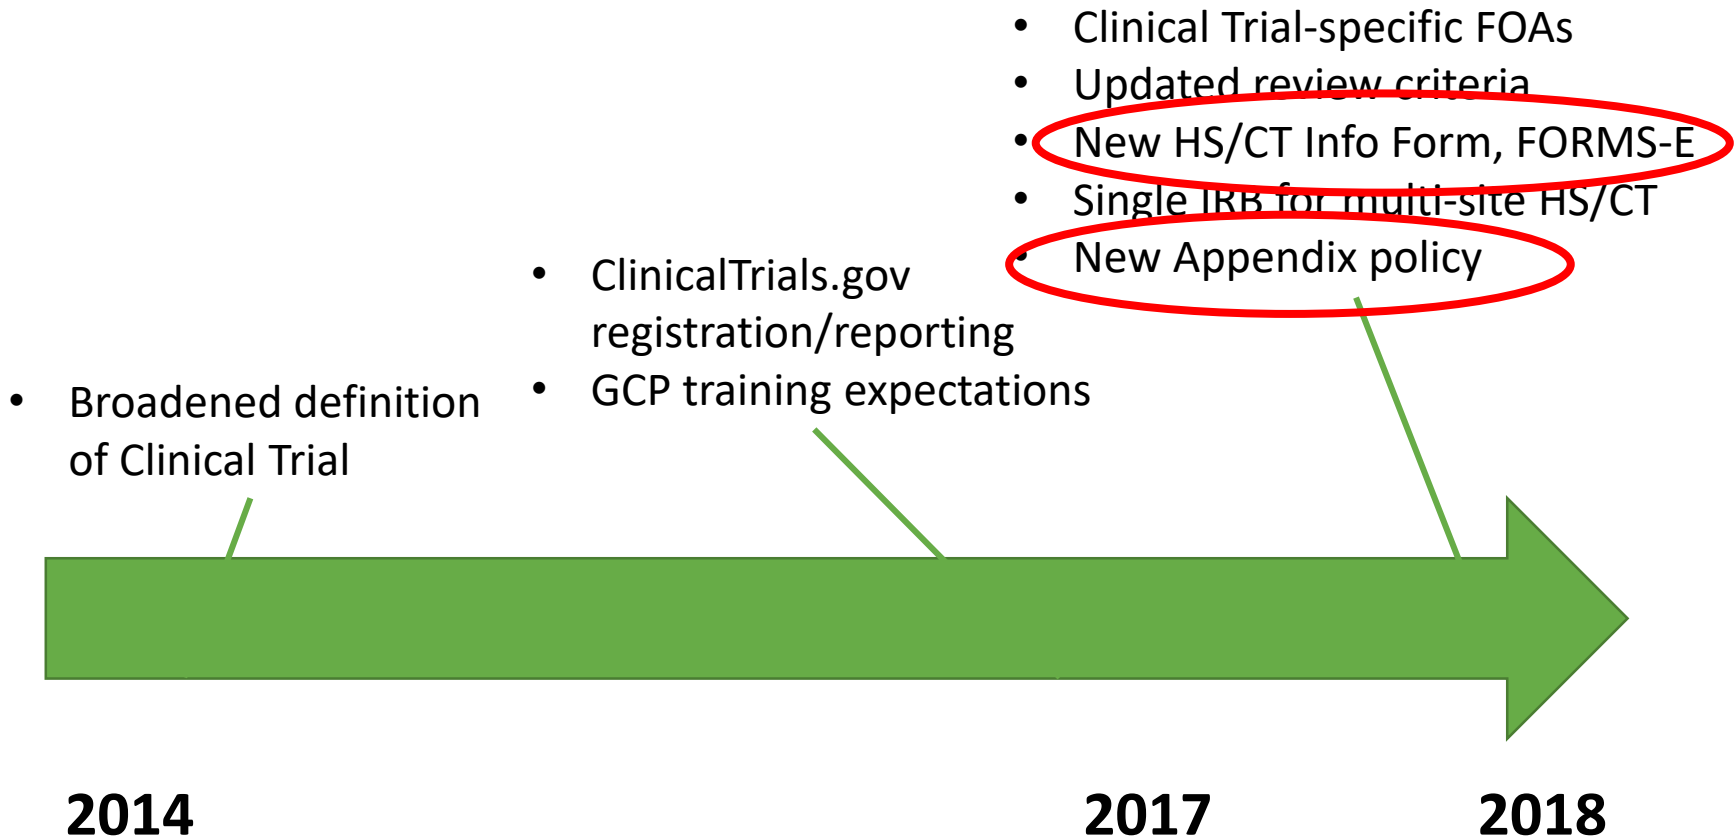 • Clinical Trial-specific FOAs
• Updated review criteria
• New HS/CT Info Form, FORMS-E
• Single IRB for multi-site HS/CT
• New Appendix policy
• ClinicalTrials.gov
registration/reporting
• GCP training expectations
• Broadened definition
of Clinical Trial
2014
2017
2018